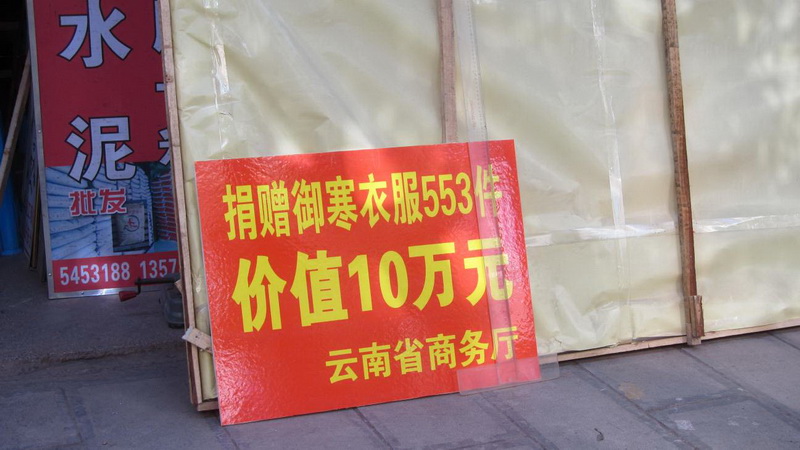 水
泥
批发
5453188 1357
捐赠御寒衣服553件
价值10万元
云南省商务厅